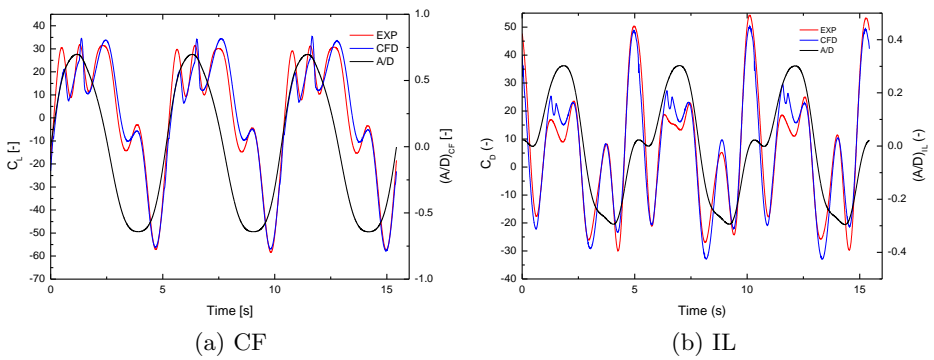 EXP
CFD
A/D
40
30
20
10
0
-10
-20
-30
-40
-50
-60
-70
C_L [-]
0
5
10
15
Time [s]
1.0
0.5
0.0
-0.5
-1.0
(A/D)_CF [-]
(a) CF
EXP
CFD
A/D
50
40
30
20
10
0
-10
-20
-30
-40
C_D (-)
0
5
10
15
Time (s)
0.4
0.2
0.0
-0.2
-0.4
(A/D)_IL (-)
(b) IL